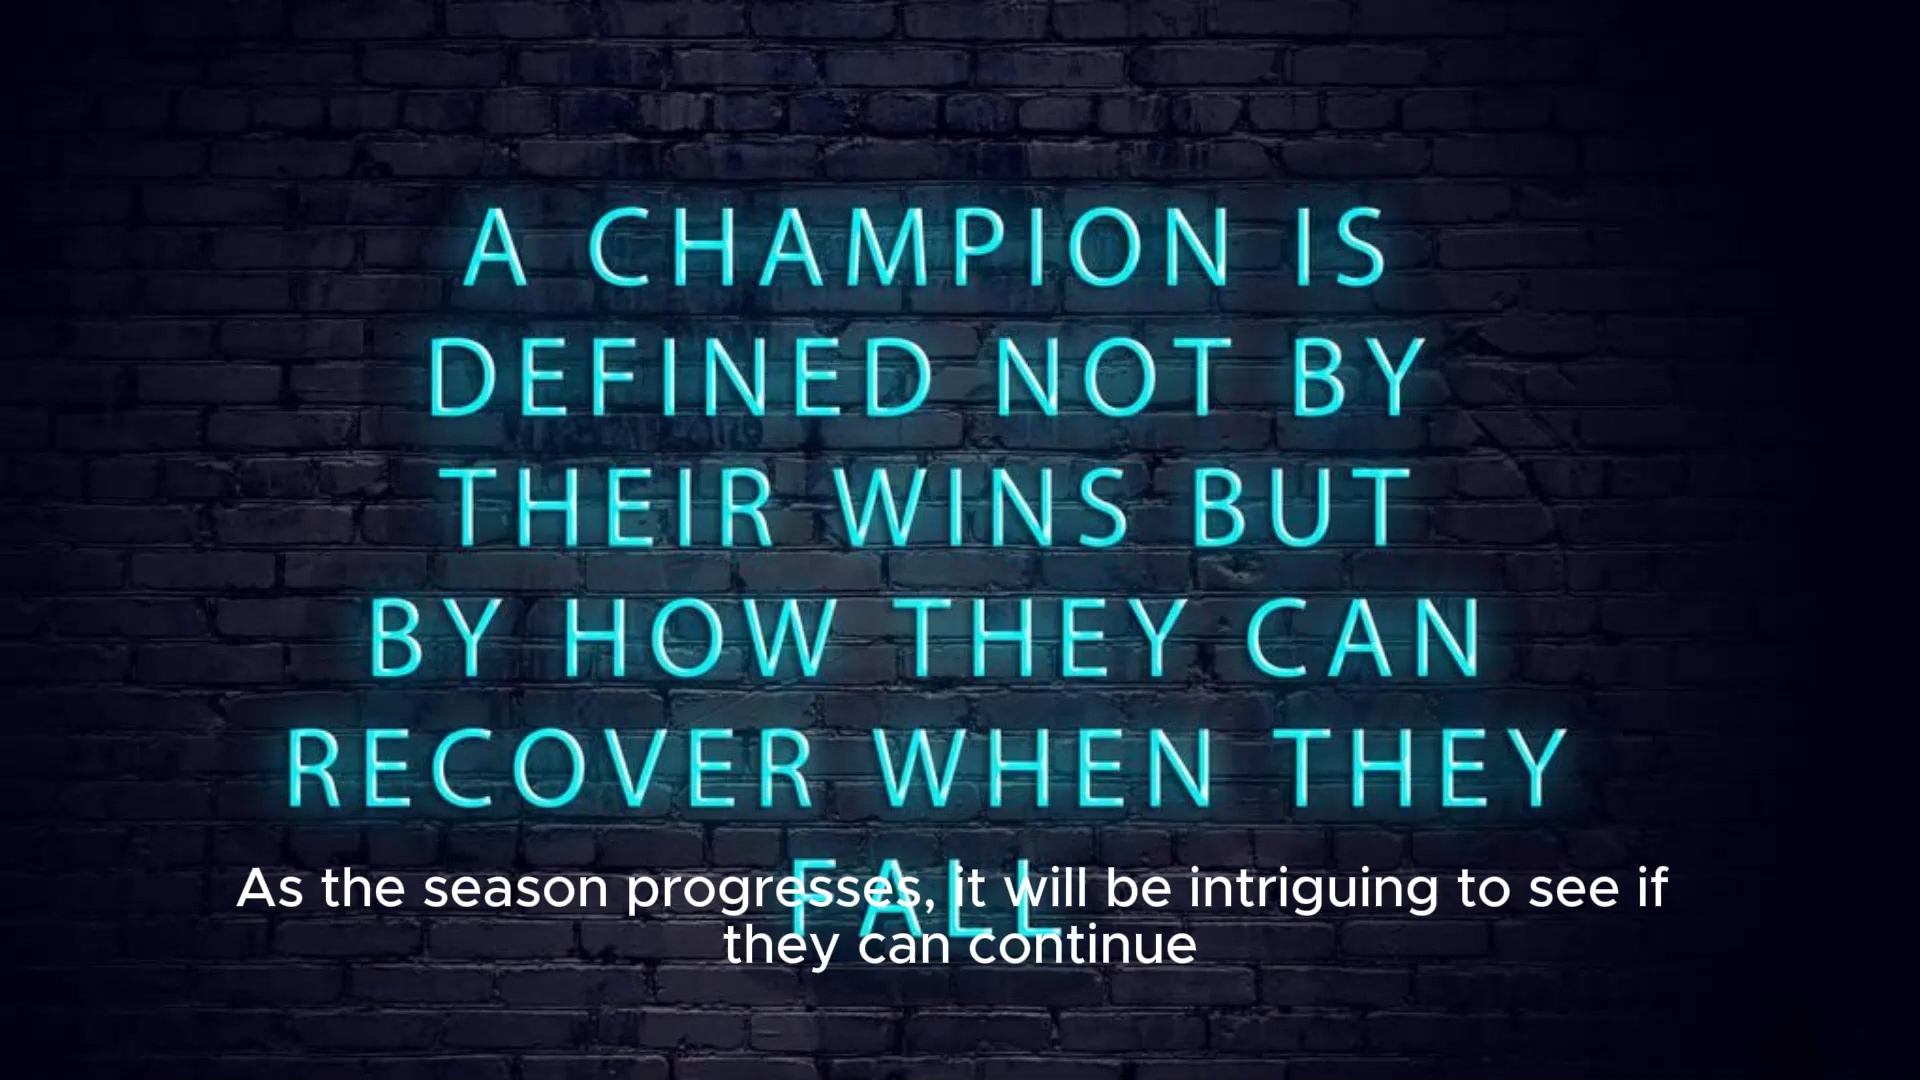 A CHAMPION IS
DEFINED NOT BY
THEIR WINS BUT
BY HOW THEY CAN
RECOVER WHEN THEY
FALL
As the season progresses, it will be intriguing to see if
they can continue